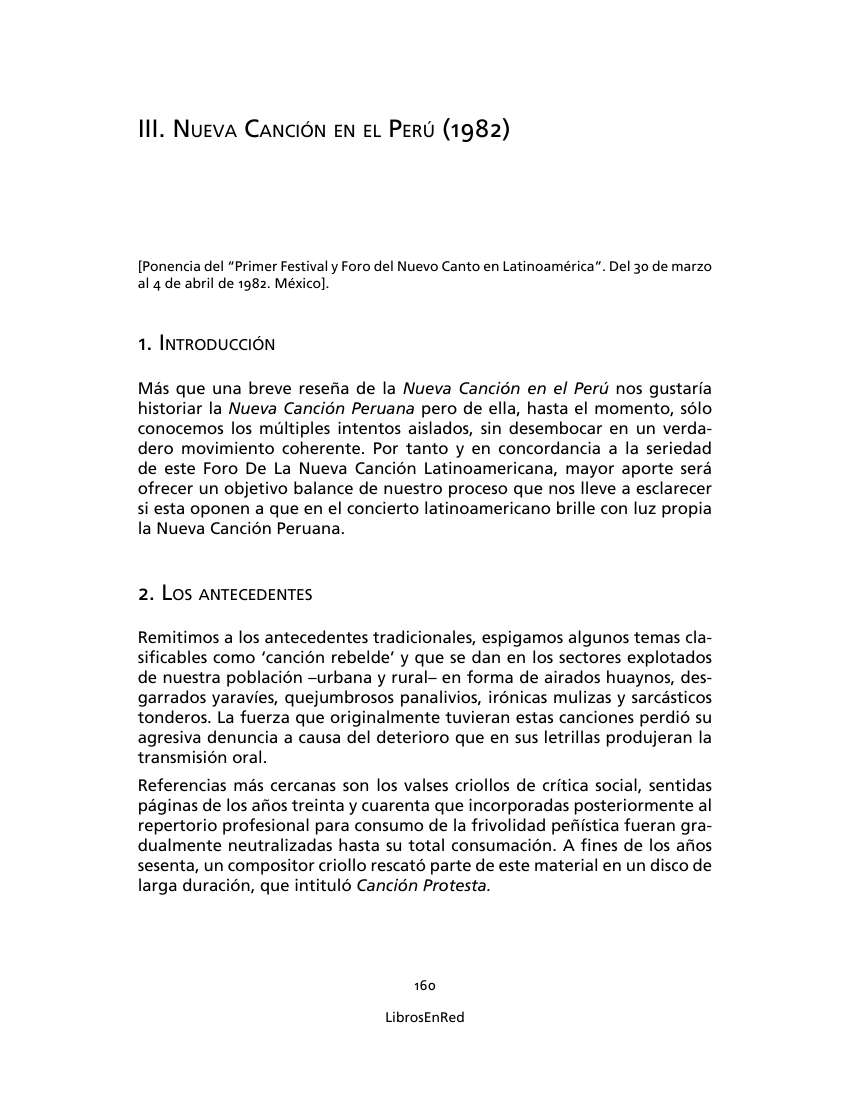 III. Nueva Canción en el Perú (1982)
[Ponencia del “Primer Festival y Foro del Nuevo Canto en Latinoamérica”. Del 30 de marzo
al 4 de abril de 1982. México].
1. Introducción
Más que una breve reseña de la Nueva Canción en el Perú nos gustaría
historiar la Nueva Canción Peruana pero de ella, hasta el momento, sólo
conocemos los múltiples intentos aislados, sin desembocar en un verda-
dero movimiento coherente. Por tanto y en concordancia a la seriedad
de este Foro De La Nueva Canción Latinoamericana, mayor aporte será
ofrecer un objetivo balance de nuestro proceso que nos lleve a esclarecer
si esta oponen a que en el concierto latinoamericano brille con luz propia
la Nueva Canción Peruana.
2. Los antecedentes
Remitimos a los antecedentes tradicionales, espigamos algunos temas cla-
sificables como ‘canción rebelde’ y que se dan en los sectores explotados
de nuestra población –urbana y rural– en forma de airados huaynos, des-
garrados yaravíes, quejumbrosos panalivios, irónicas mulizas y sarcásticos
tonderos. La fuerza que originalmente tuvieran estas canciones perdió su
agresiva denuncia a causa del deterioro que en sus letrillas produjeran la
transmisión oral.
Referencias más cercanas son los valses criollos de crítica social, sentidas
páginas de los años treinta y cuarenta que incorporadas posteriormente al
repertorio profesional para consumo de la frivolidad peñística fueran gra-
dualmente neutralizadas hasta su total consumación. A fines de los años
sesenta, un compositor criollo rescató parte de este material en un disco de
larga duración, que intituló Canción Protesta.
160
LibrosEnRed